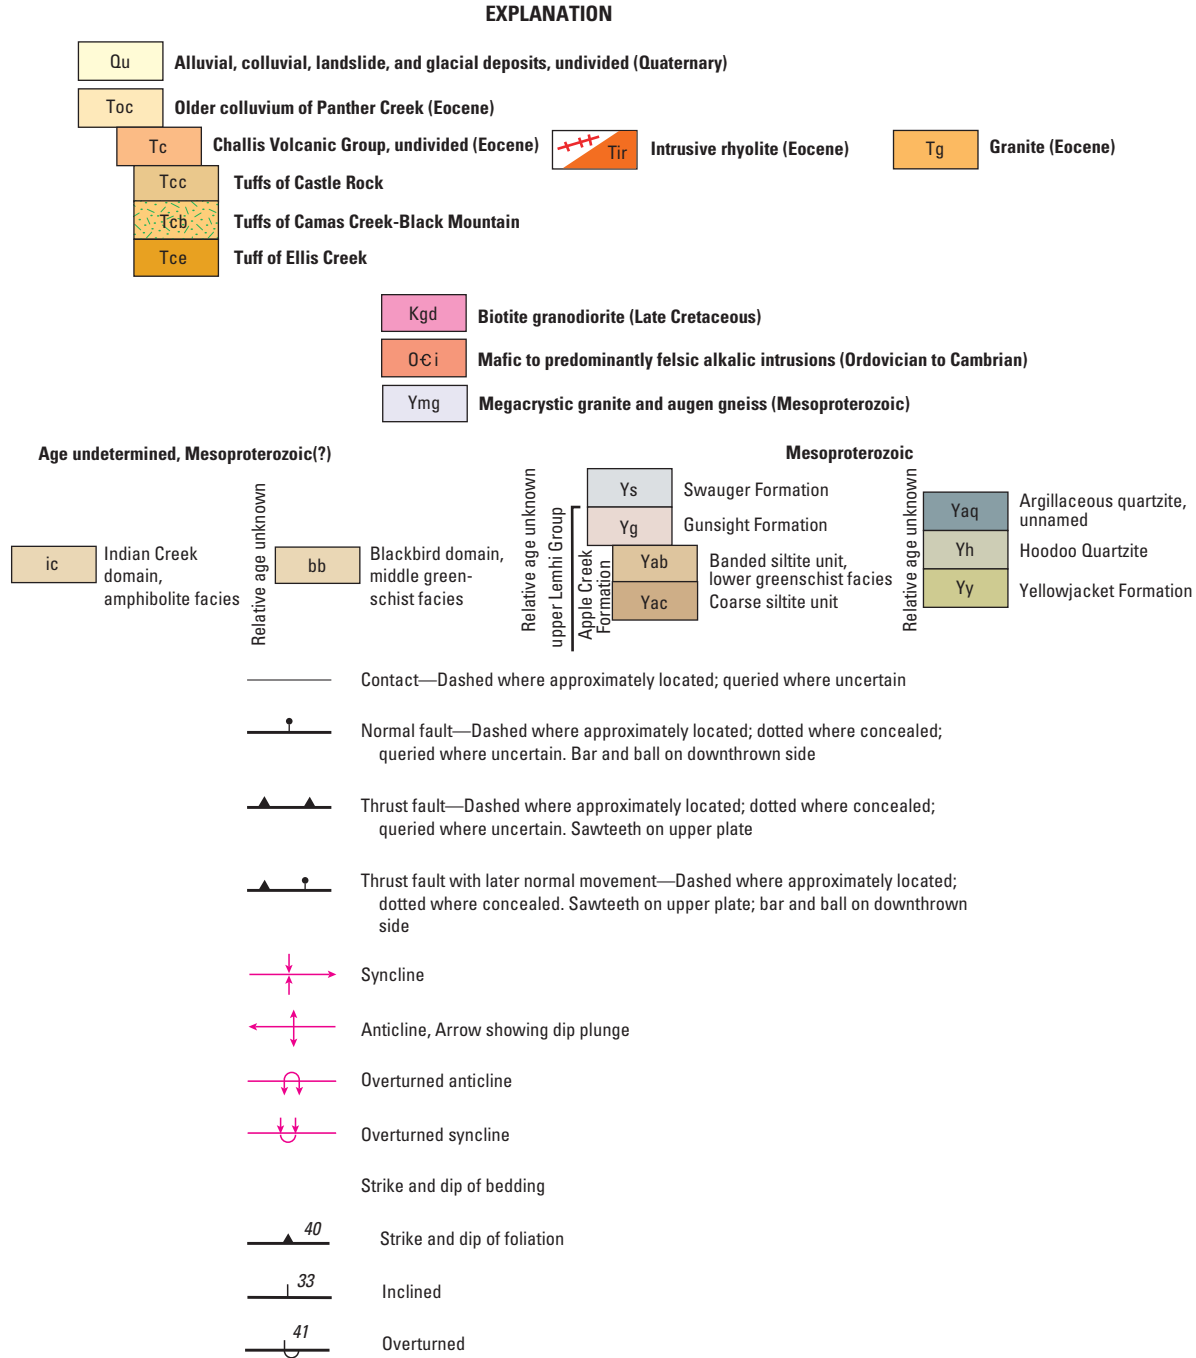 EXPLANATION
Qu Alluvial, colluvial, landslide, and glacial deposits, undivided (Quaternary)
Toc Older colluvium of Panther Creek (Eocene)
Tc Challis Volcanic Group, undivided (Eocene)
Tir Intrusive rhyolite (Eocene)
Tg Granite (Eocene)
Tcc Tuffs of Castle Rock
Tcb Tuffs of Camas Creek-Black Mountain
Tce Tuff of Ellis Creek
Kgd Biotite granodiorite (Late Cretaceous)
O€i Mafic to predominantly felsic alkalic intrusions (Ordovician to Cambrian)
Ymg Megacrystic granite and augen gneiss (Mesoproterozoic)
Age undetermined, Mesoproterozoic(?)
ic
Indian Creek
domain,
amphibolite facies
Relative age unknown
bb
Blackbird domain,
middle green-
schist facies
Mesoproterozoic
Relative age unknown
upper Lemhi Group
Apple Creek
Formation
Ys Swauger Formation
Yg Gunsight Formation
Yab Banded siltite unit,
lower greenschist facies
Yac Coarse siltite unit
Relative age unknown
Yaq Argillaceous quartzite,
unnamed
Yh Hoodoo Quartzite
Yy Yellowjacket Formation
Contact—Dashed where approximately located; queried where uncertain
Normal fault—Dashed where approximately located; dotted where concealed;
queried where uncertain. Bar and ball on downthrown side
Thrust fault—Dashed where approximately located; dotted where concealed;
queried where uncertain. Sawteeth on upper plate
Thrust fault with later normal movement—Dashed where approximately located;
dotted where concealed. Sawteeth on upper plate; bar and ball on downthrown
side
Syncline
Anticline, Arrow showing dip plunge
Overturned anticline
Overturned syncline
Strike and dip of bedding
40 Strike and dip of foliation
33 Inclined
41 Overturned